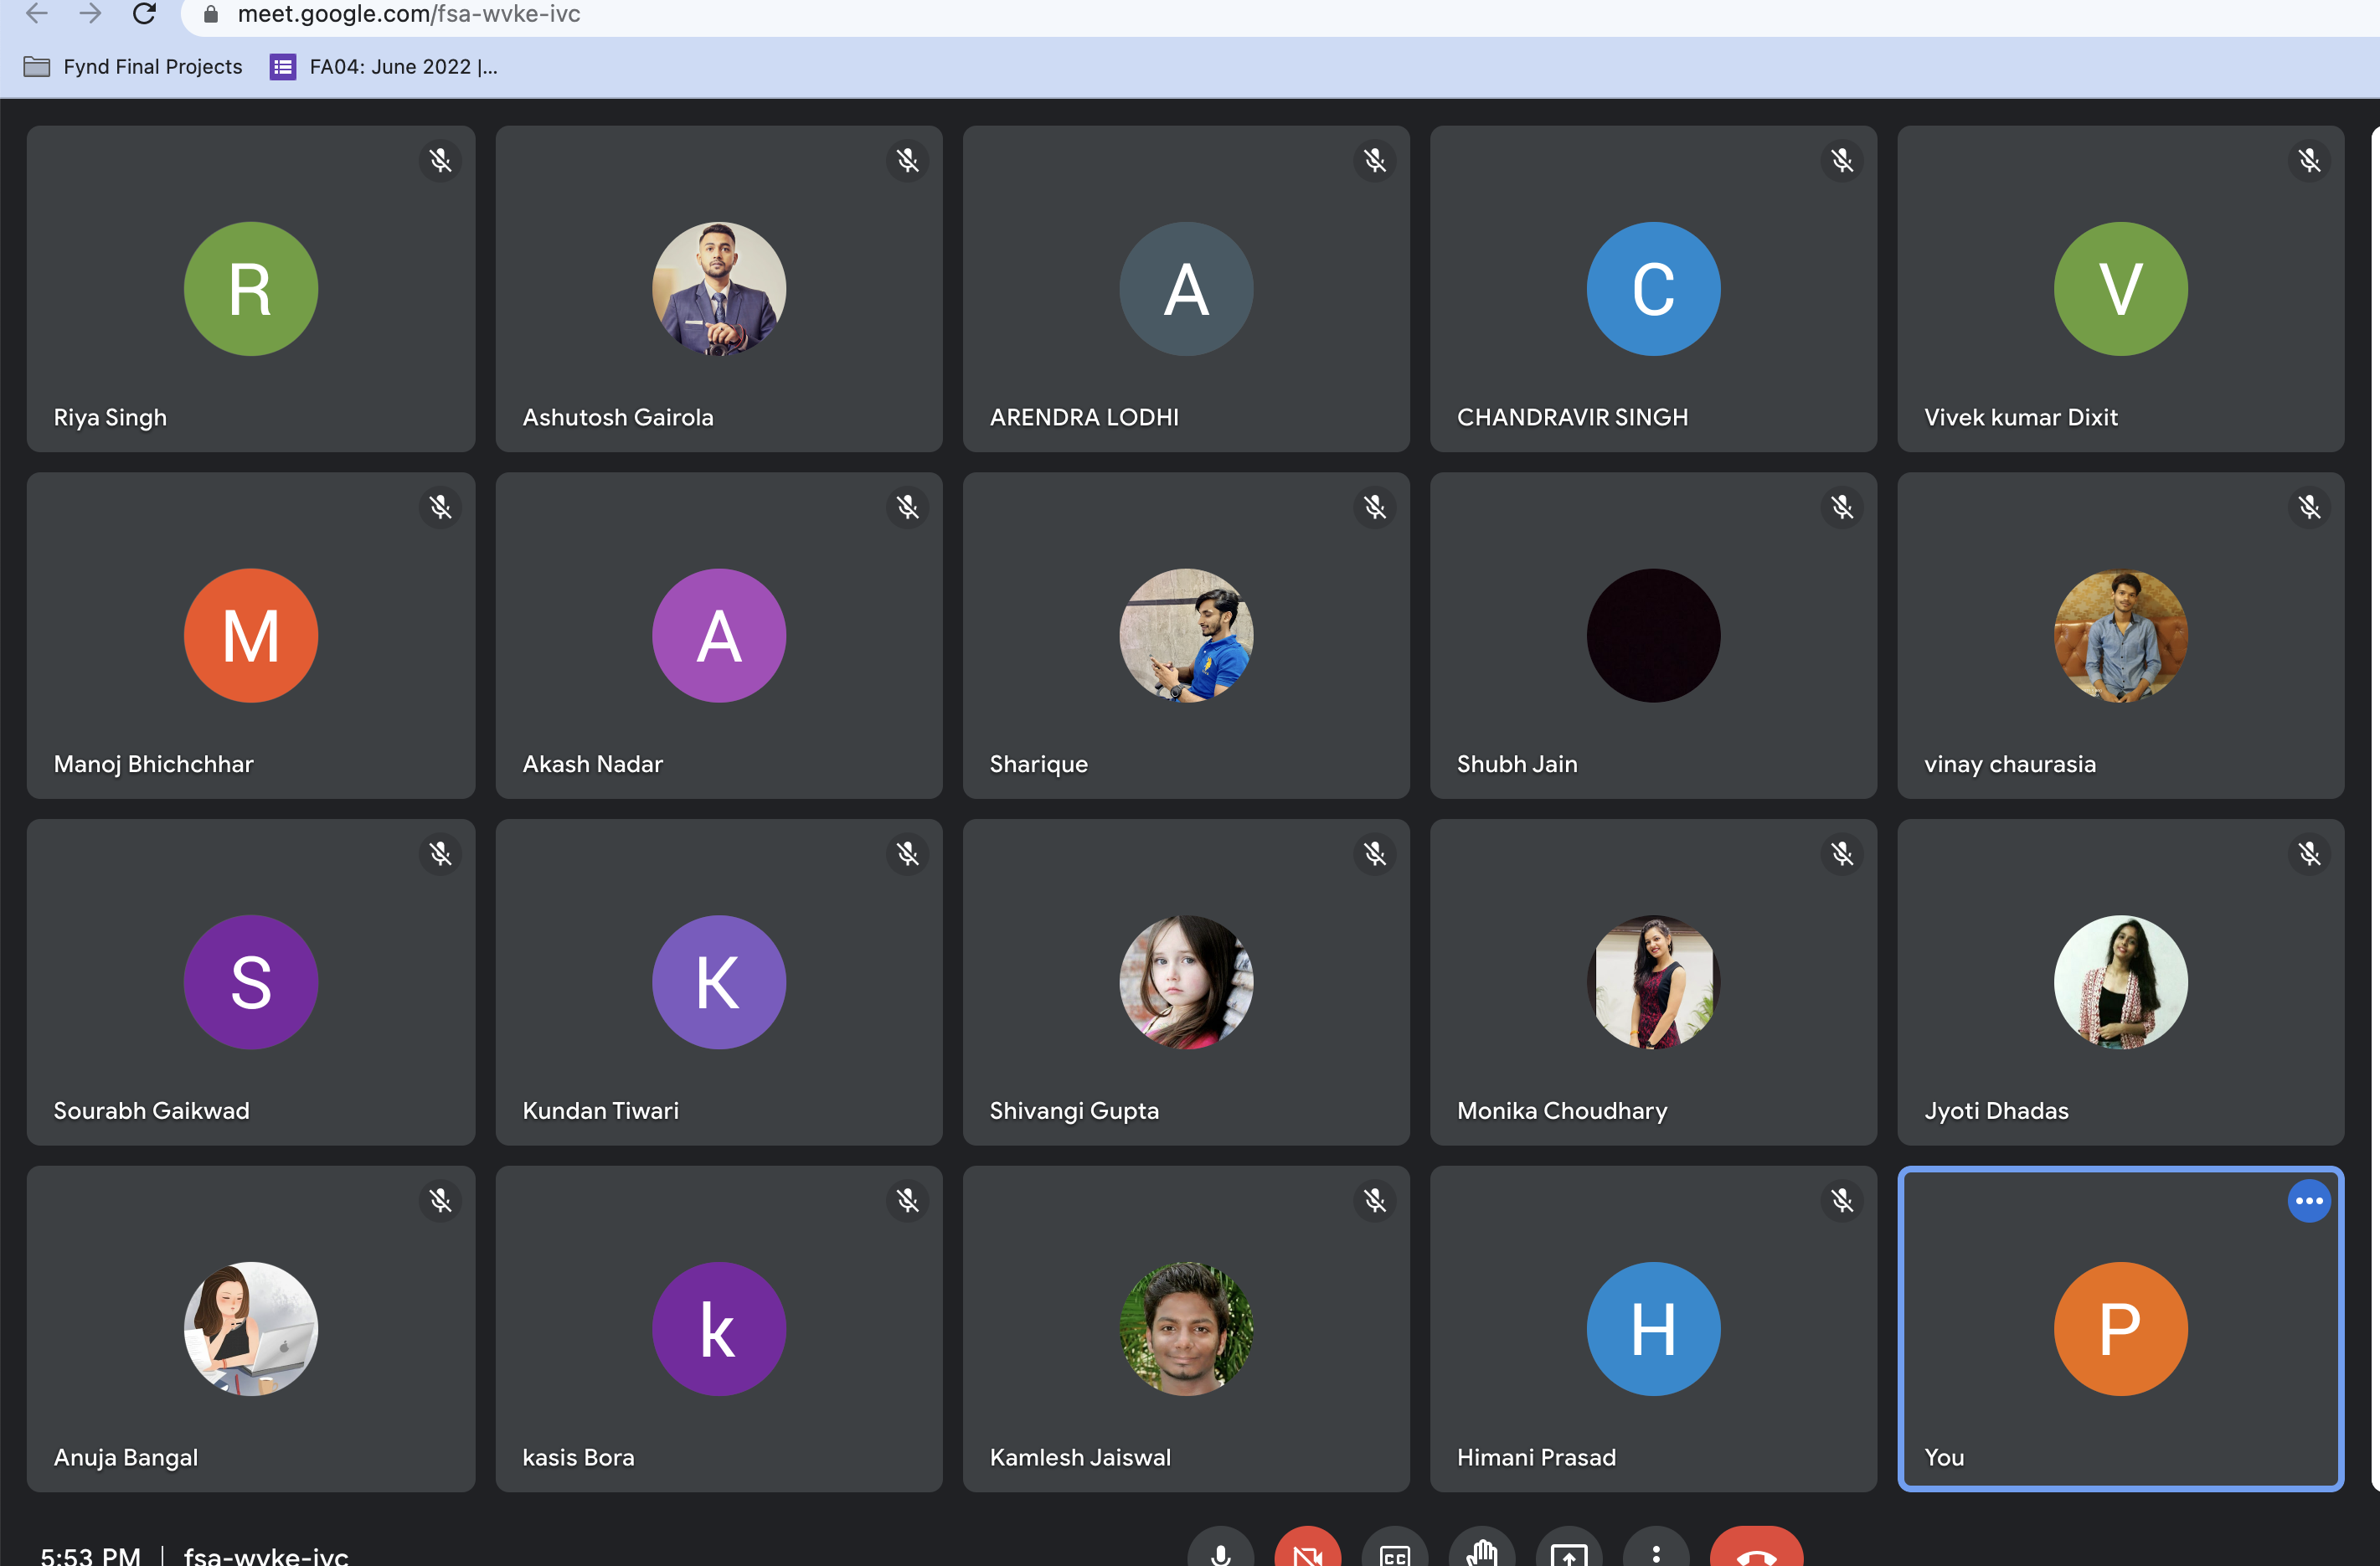 meet.google.com/fsa-wvke-ivc
Fynd Final Projects FA04: June 2022 |...
R A C V
Riya Singh Ashutosh Gairola ARENDRA LODHI CHANDRAVIR SINGH Vivek kumar Dixit
M A
Manoj Bhichchhar Akash Nadar Sharique Shubh Jain vinay chaurasia
S K
Sourabh Gaikwad Kundan Tiwari Shivangi Gupta Monika Choudhary Jyoti Dhadas
k H P
Anuja Bangal kasis Bora Kamlesh Jaiswal Himani Prasad You
5:53 PM | fsa-wvke-ivc CC